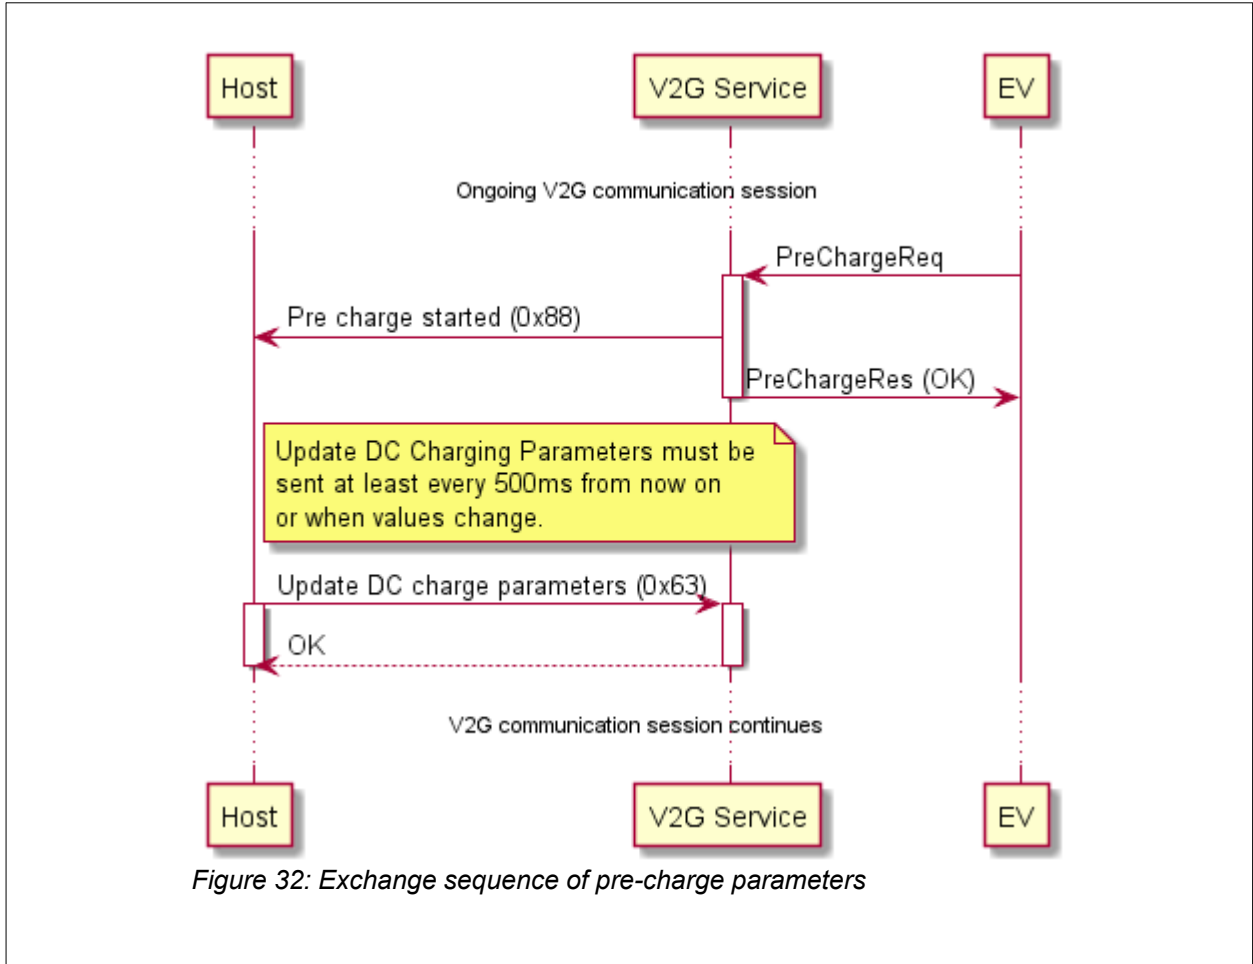 Host
V2G Service
EV
Ongoing V2G communication session
PreChargeReq
Pre charge started (0x88)
PreChargeRes (OK)
Update DC Charging Parameters must be
sent at least every 500ms from now on
or when values change.
Update DC charge parameters (0x63)
OK
V2G communication session continues
Host
V2G Service
EV
Figure 32: Exchange sequence of pre-charge parameters